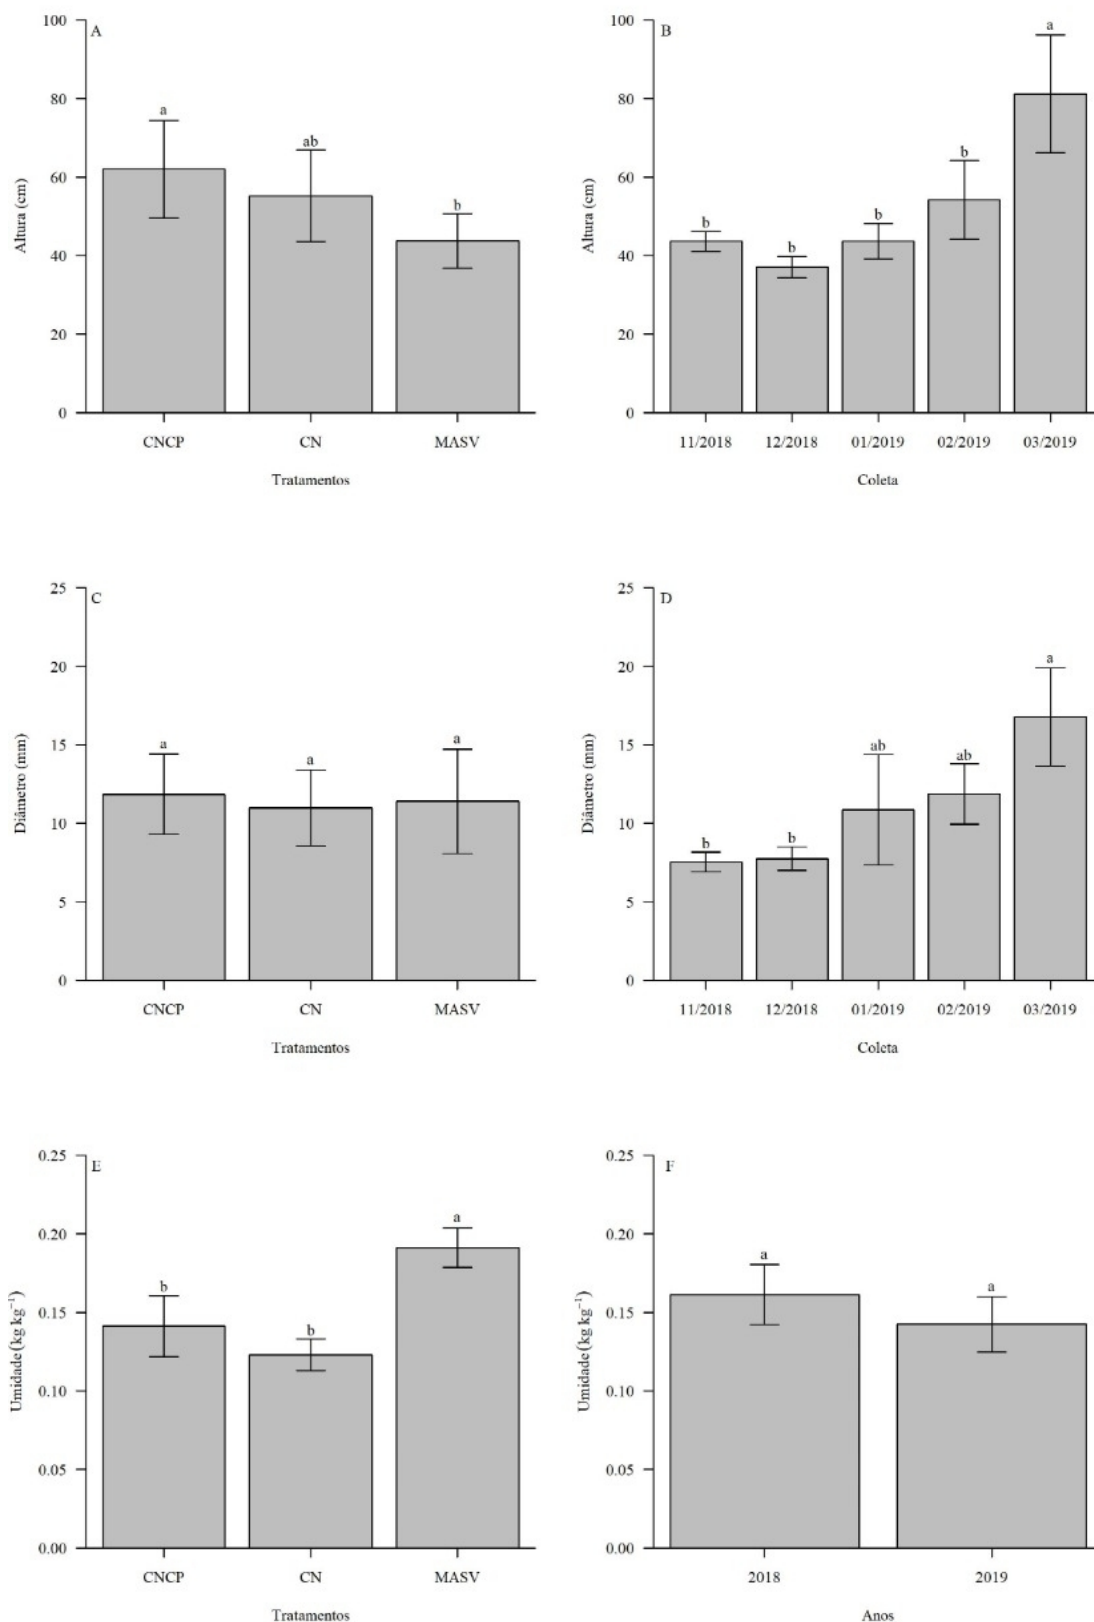 A
Altura (cm)
100
80
60
40
20
0
a
ab
b
CNCP CN MASV
Tratamentos
B
Altura (cm)
100
80
60
40
20
0
b
b
b
b
a
11/2018 12/2018 01/2019 02/2019 03/2019
Coleta
C
Diâmetro (mm)
25
20
15
10
5
0
a
a
a
CNCP CN MASV
Tratamentos
D
Diâmetro (mm)
25
20
15
10
5
0
b
b
ab
ab
a
11/2018 12/2018 01/2019 02/2019 03/2019
Coleta
E
Umidade (kg kg⁻¹)
0.25
0.20
0.15
0.10
0.05
0.00
b
b
a
CNCP CN MASV
Tratamentos
F
Umidade (kg kg⁻¹)
0.25
0.20
0.15
0.10
0.05
0.00
a
a
2018 2019
Anos